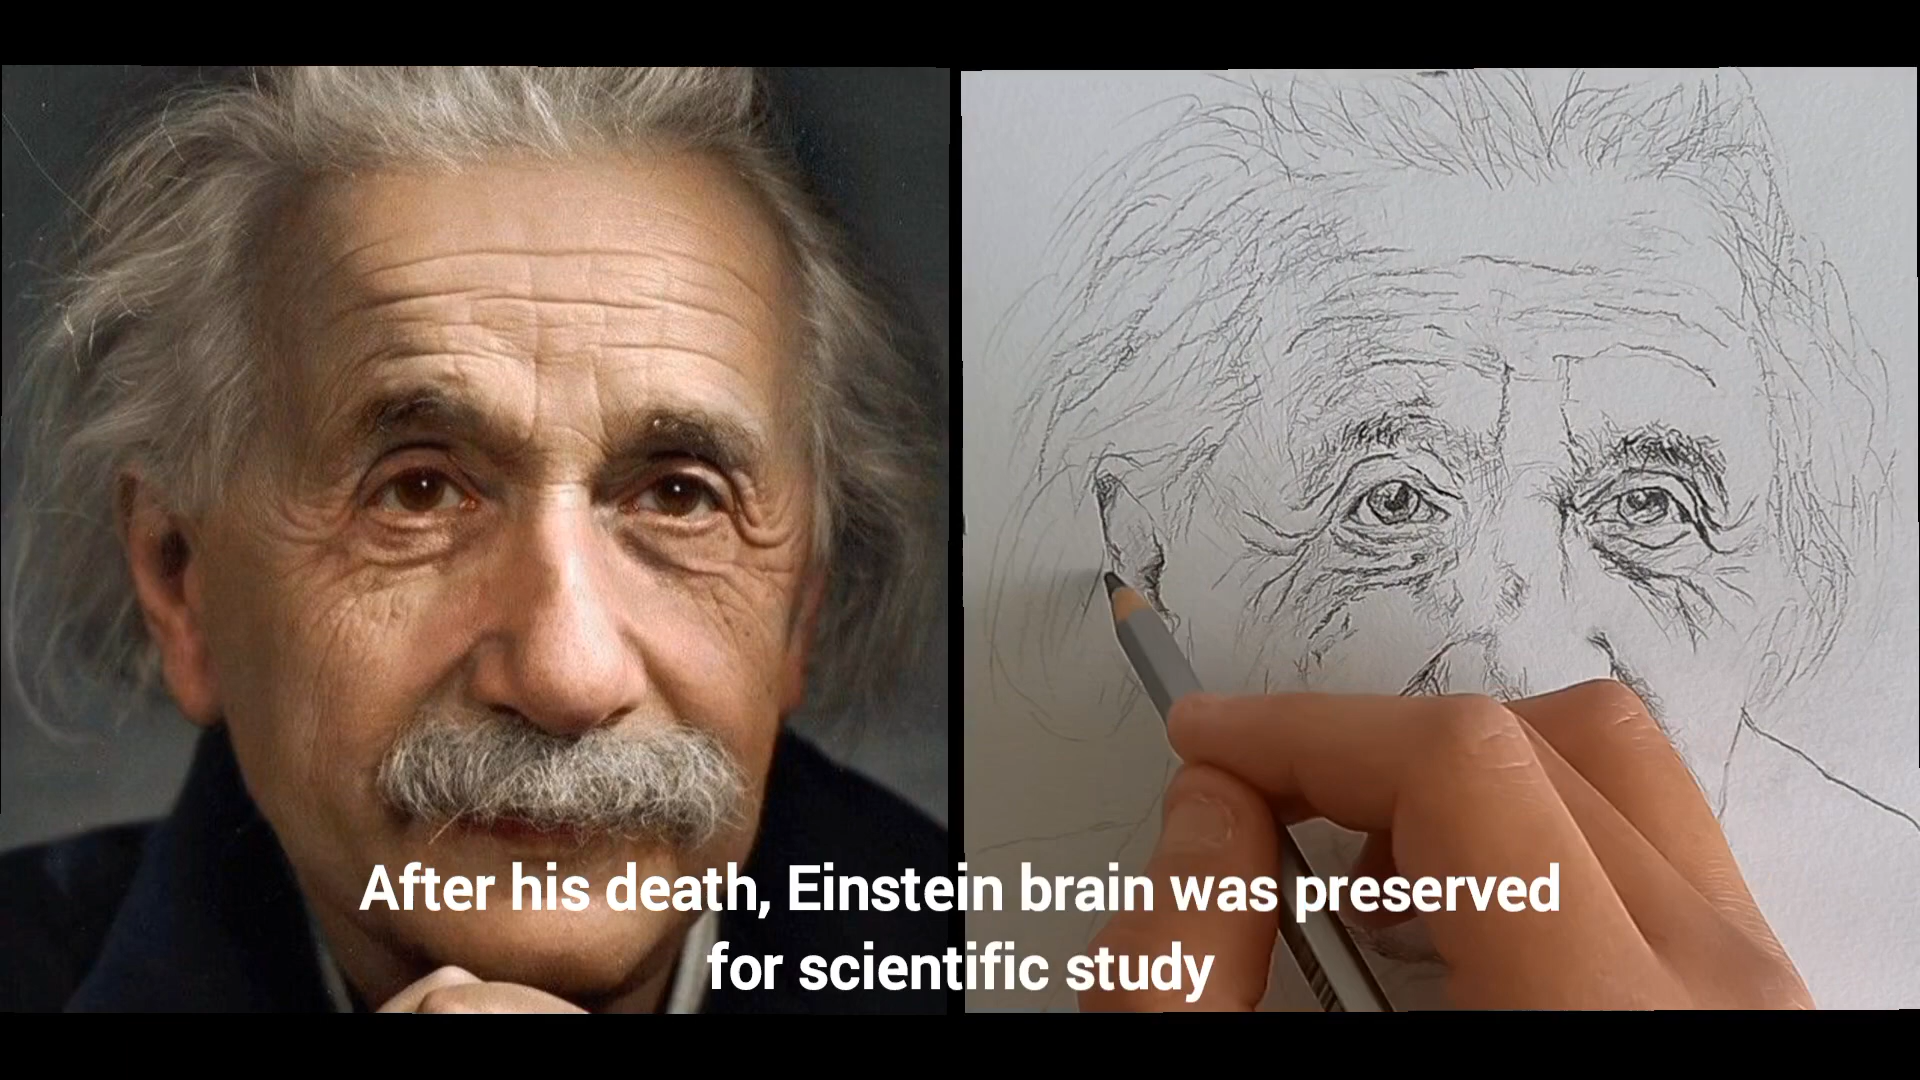 After his death, Einstein brain was preserved
for scientific study